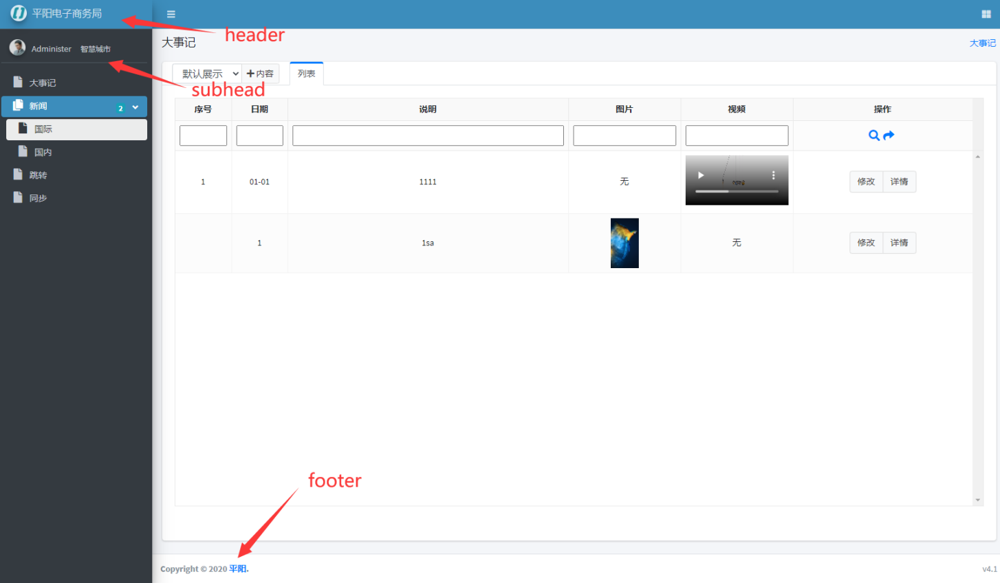 平阳电子商务局
header
Administer 智慧城市
大事记
大事记
subhead
默认展示 内容 列表
大事记
新闻 2
国际
国内
跳转
同步
序号 日期 说明 图片 视频 操作
1 01-01 1111 无 修改 详情
1 1sa 无 修改 详情
footer
Copyright © 2020 平阳.
v4.1